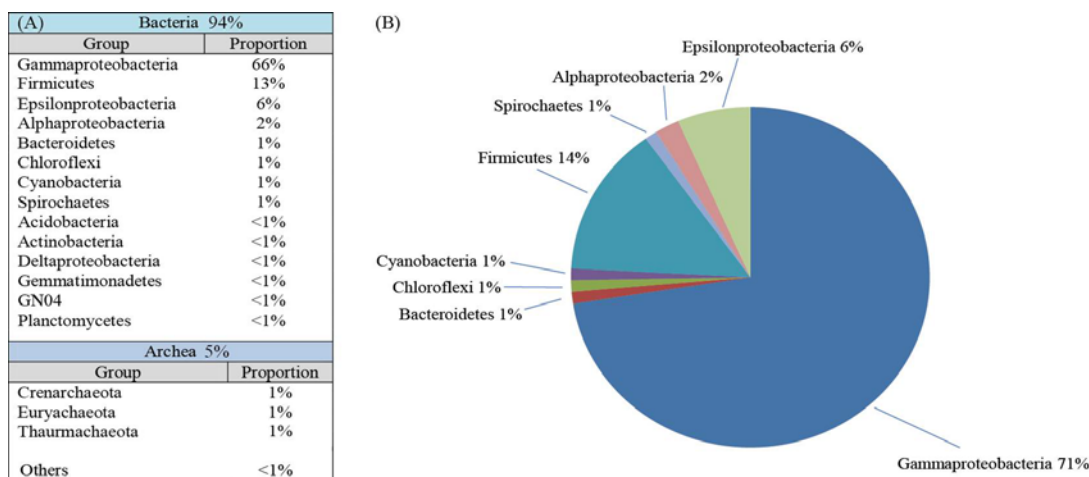 (A) Bacteria 94%
Group Proportion
Gammaproteobacteria 66%
Firmicutes 13%
Epsilonproteobacteria 6%
Alphaproteobacteria 2%
Bacteroidetes 1%
Chloroflexi 1%
Cyanobacteria 1%
Spirochaetes 1%
Acidobacteria <1%
Actinobacteria <1%
Deltaproteobacteria <1%
Gemmatimonadetes <1%
GN04 <1%
Planctomycetes <1%
Archea 5%
Group Proportion
Crenarchaeota 1%
Euryachaeota 1%
Thaurmachaeota 1%
Others <1%
(B)
Epsilonproteobacteria 6%
Alphaproteobacteria 2%
Spirochaetes 1%
Firmicutes 14%
Cyanobacteria 1%
Chloroflexi 1%
Bacteroidetes 1%
Gammaproteobacteria 71%